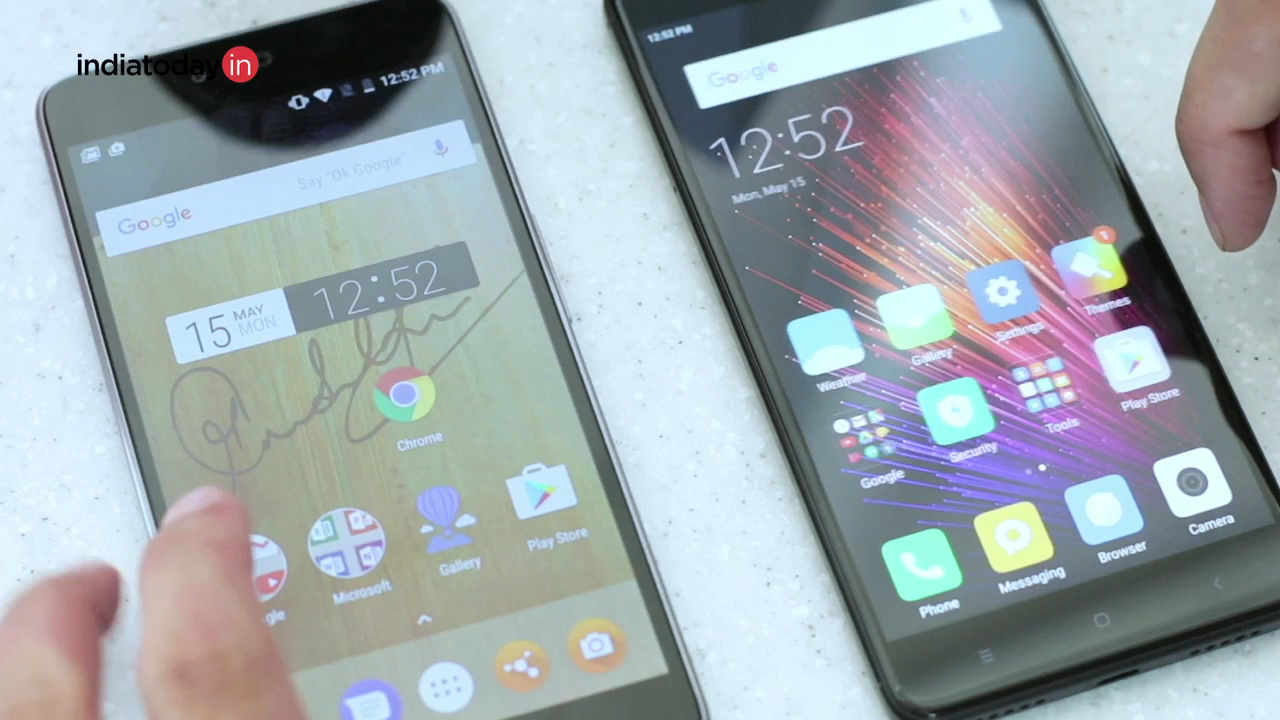 indiatoday in
12:52 PM
Say "Ok Google"
Google
15 MAY
MON
12:52
Chrome
Microsoft
Gallery
Play Store
gle
12:52 PM
Google
12:52
Mon, May 15
Weather
Gallery
Settings
Themes
1
Google
Security
Tools
Play Store
Phone
Messaging
Browser
Camera